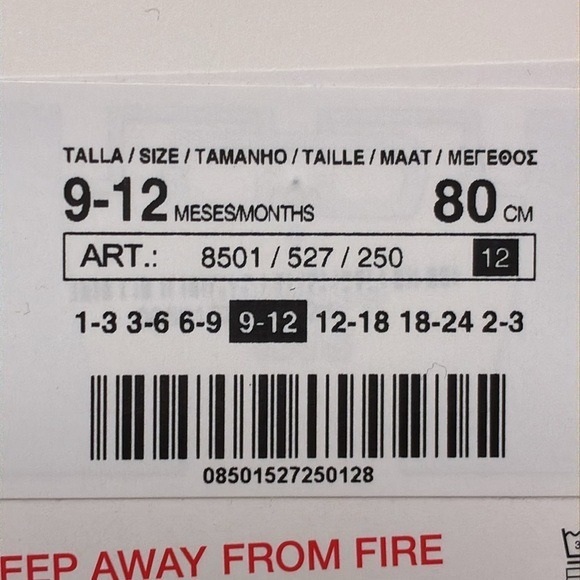 TALLA / SIZE / TAMANHO / TAILLE / MAAT / ΜΕΓΕΘΟΣ
9-12 MESES/MONTHS 80 CM
ART.: 8501 / 527 / 250 12
1-3 3-6 6-9 9-12 12-18 18-24 2-3
08501527250128
EEP AWAY FROM FIRE